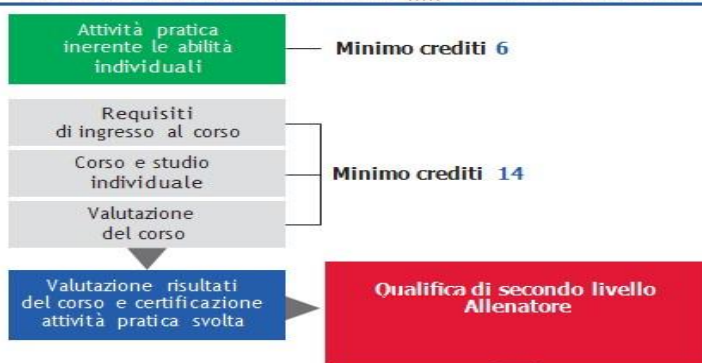 Attività pratica
inerente le abilità
individuali
Minimo crediti 6
Requisiti
di ingresso al corso
Corso e studio
individuale
Minimo crediti 14
Valutazione
del corso
Valutazione risultati
del corso e certificazione
attività pratica svolta
Qualifica di secondo livello
Allenatore